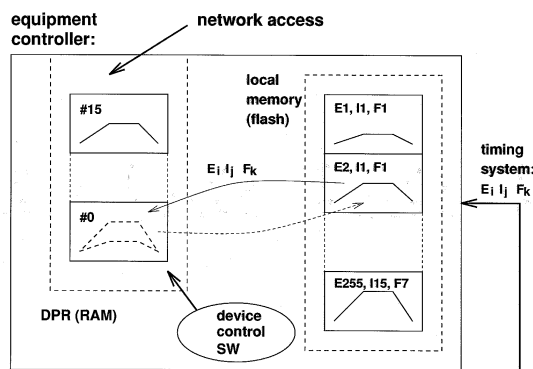 equipment
controller:
network access
#15
local
memory
(flash)
E1, I1, F1
E2, I1, F1
Ei Ij Fk
timing
system:
Ei Ij Fk
#0
E255, I15, F7
DPR (RAM)
device
control
SW